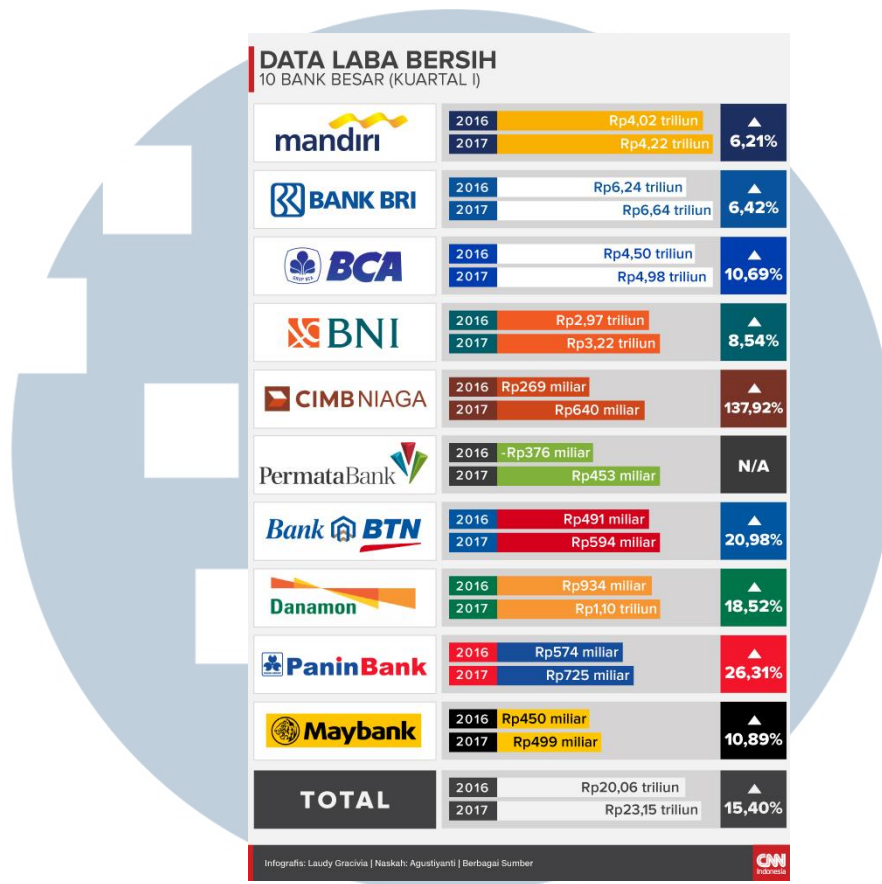 DATA LABA BERSIH
10 BANK BESAR (KUARTAL I)
mandırı
2016 Rp4,02 triliun
2017 Rp4,22 triliun
6,21%
BANK BRI
2016 Rp6,24 triliun
2017 Rp6,64 triliun
6,42%
BCA
2016 Rp4,50 triliun
2017 Rp4,98 triliun
10,69%
BNI
2016 Rp2,97 triliun
2017 Rp3,22 triliun
8,54%
CIMB NIAGA
2016 Rp269 miliar
2017 Rp640 miliar
137,92%
PermataBank
2016 -Rp376 miliar
2017 Rp453 miliar
N/A
Bank BTN
2016 Rp491 miliar
2017 Rp594 miliar
20,98%
Danamon
2016 Rp934 miliar
2017 Rp1,10 triliun
18,52%
PaninBank
2016 Rp574 miliar
2017 Rp725 miliar
26,31%
Maybank
2016 Rp450 miliar
2017 Rp499 miliar
10,89%
TOTAL
2016 Rp20,06 triliun
2017 Rp23,15 triliun
15,40%
Infografis: Laudy Gracivia | Naskah: Agustiyanti | Berbagai Sumber
CNN
Indonesia